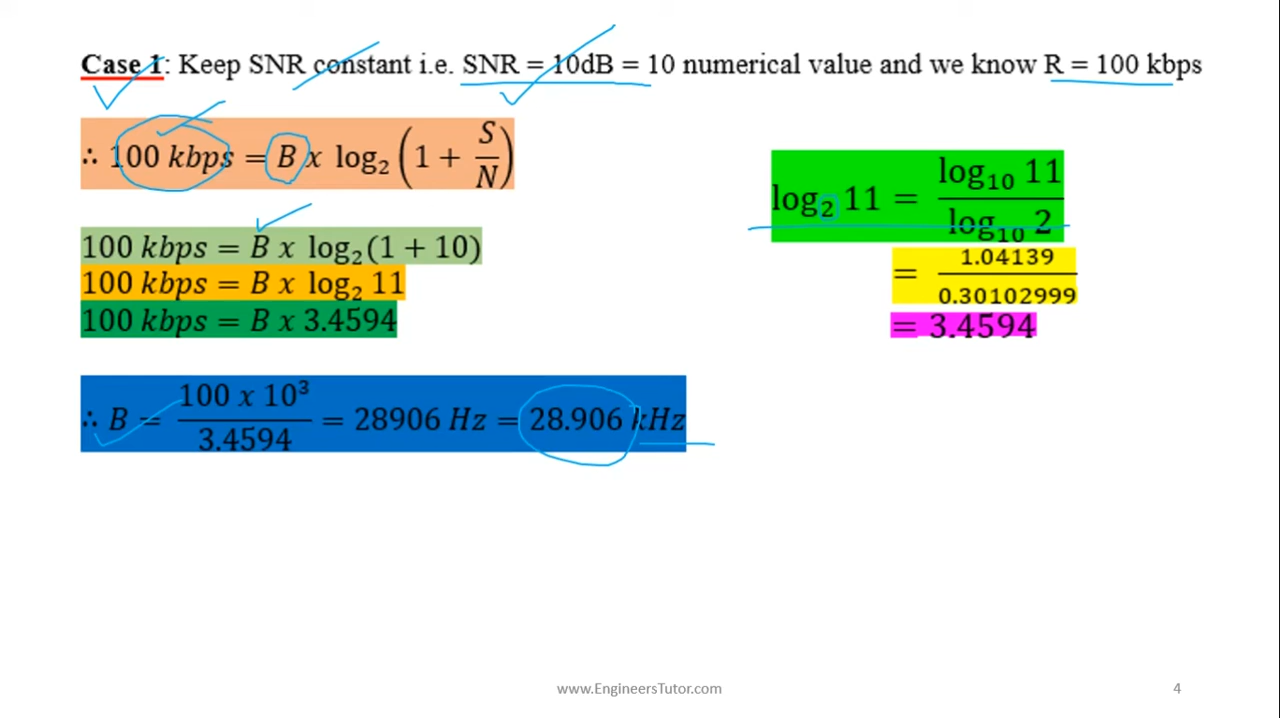 Case 1: Keep SNR constant i.e. SNR = 10dB = 10 numerical value and we know R = 100 kbps
∴ 100 kbps = B x log₂ (1 + S/N)
100 kbps = B x log₂(1 + 10)
100 kbps = B x log₂ 11
100 kbps = B x 3.4594
∴ B = 100 x 10³ / 3.4594 = 28906 Hz = 28.906 kHz
log₂ 11 = log₁₀ 11 / log₁₀ 2
= 1.04139 / 0.30102999
= 3.4594
www.EngineersTutor.com
4